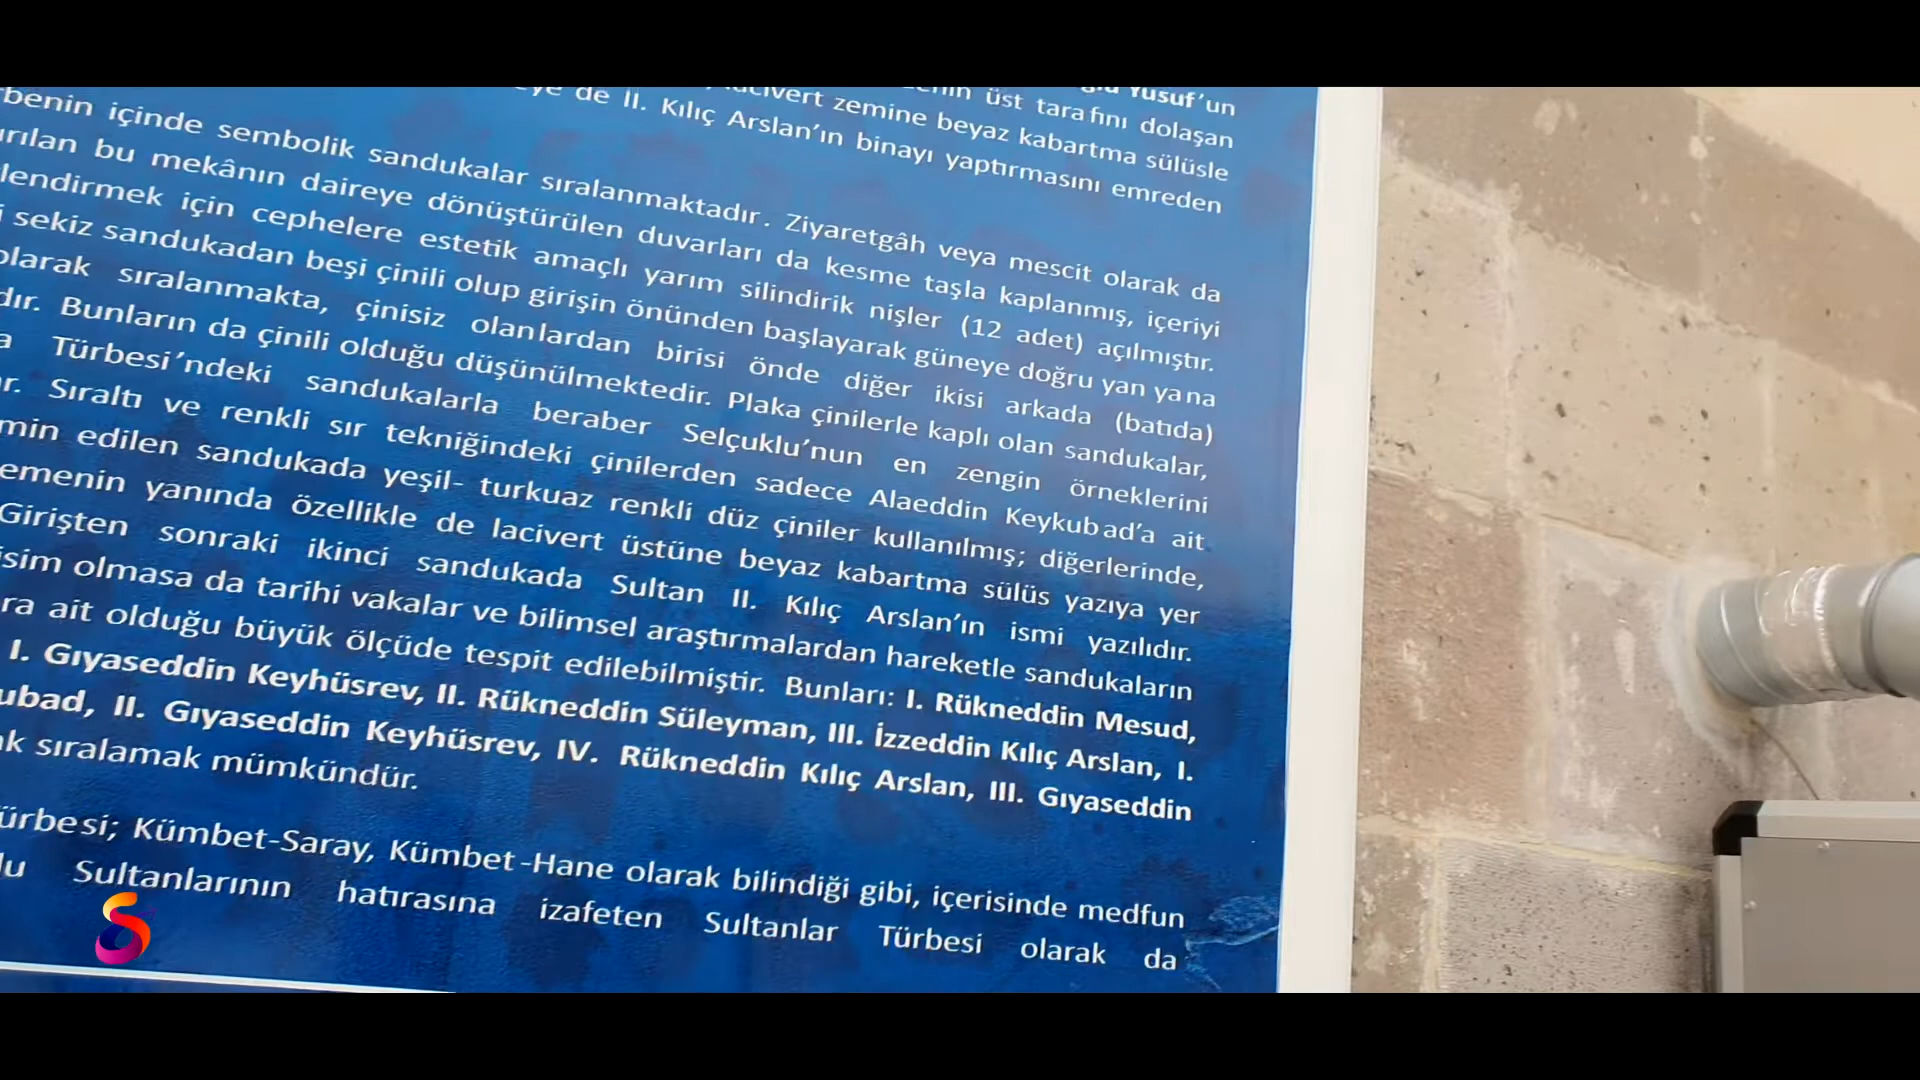 Yusuf'un
üst tarafını dolaşan
lacivert zemine beyaz kabartma sülüsle
de II. Kılıç Arslan'ın binayı yaptırmasını emreden
rbenin içinde sembolik sandukalar sıralanmaktadır. Ziyaretgâh veya mescit olarak da
ırılan bu mekânın daireye dönüştürülen duvarları da kesme taşla kaplanmış, içeriyi
lendirmek için cephelere estetik amaçlı yarım silindirik nişler (12 adet) açılmıştır.
i sekiz sandukadan beşi çinili olup girişin önünden başlayarak güneye doğru yan yana
olarak sıralanmakta, çinisiz olanlardan birisi önde diğer ikisi arkada (batıda)
dır. Bunların da çinili olduğu düşünülmektedir. Plaka çinilerle kaplı olan sandukalar,
a Türbesi'ndeki sandukalarla beraber Selçuklu'nun en zengin örneklerini
ar. Sıraltı ve renkli sır tekniğindeki çinilerden sadece Alaeddin Keykubad'a ait
min edilen sandukada yeşil- turkuaz renkli düz çiniler kullanılmış; diğerlerinde,
emenin yanında özellikle de lacivert üstüne beyaz kabartma sülüs yazıya yer
Girişten sonraki ikinci sandukada Sultan II. Kılıç Arslan'ın ismi yazılıdır.
isim olmasa da tarihi vakalar ve bilimsel araştırmalardan hareketle sandukaların
ra ait olduğu büyük ölçüde tespit edilebilmiştir. Bunları: I. Rükneddin Mesud,
I. Gıyaseddin Keyhüsrev, II. Rükneddin Süleyman, III. İzzeddin Kılıç Arslan, I.
ubad, II. Gıyaseddin Keyhüsrev, IV. Rükneddin Kılıç Arslan, III. Gıyaseddin
ak sıralamak mümkündür.
ürbesi; Kümbet-Saray, Kümbet-Hane olarak bilindiği gibi, içerisinde medfun
lu Sultanlarının hatırasına izafeten Sultanlar Türbesi olarak da